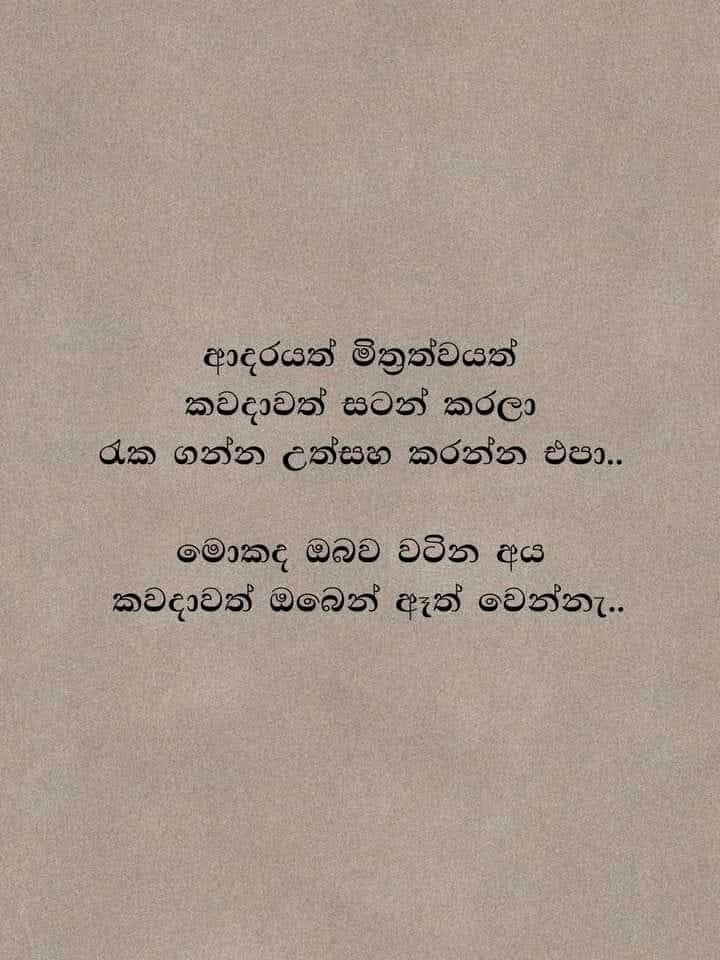 ආදරයත් මිත්‍රත්වයත්
කවදාවත් සටන් කරලා
රැක ගන්න උත්සහ කරන්න එපා..
මොකද ඔබව වටින අය
කවදාවත් ඔබෙන් ඈත් වෙන්නැ..